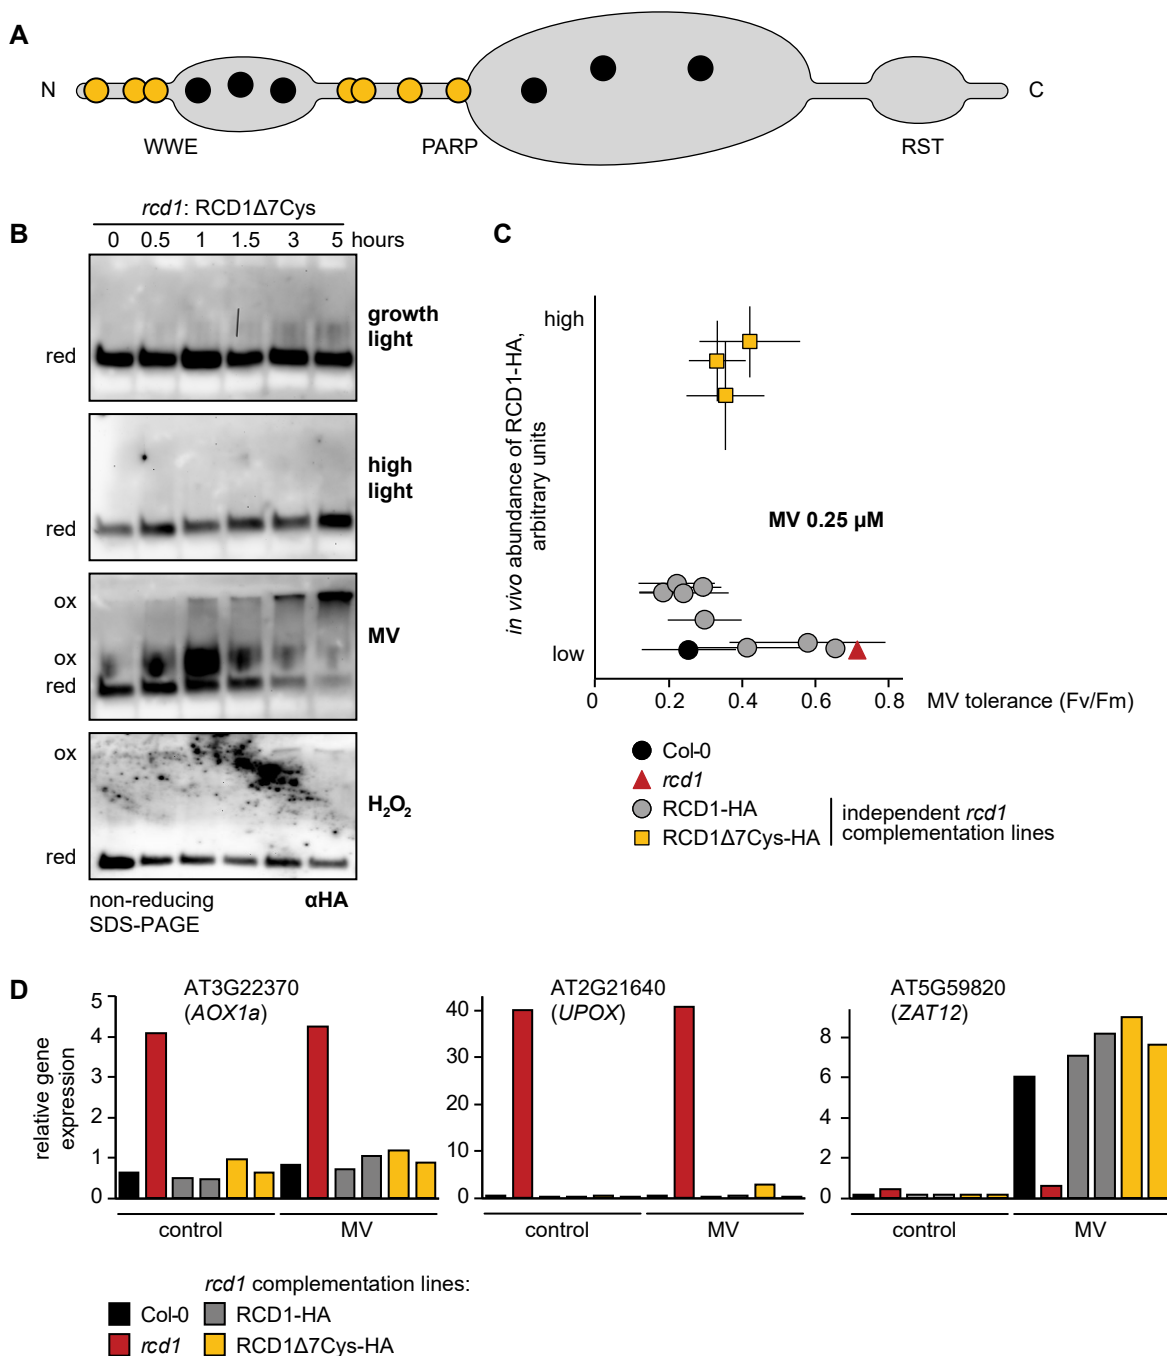 A
N
C
WWE
PARP
RST
B
rcd1: RCD1Δ7Cys
0 0.5 1 1.5 3 5 hours
growth
light
red
high
light
red
ox
MV
ox
red
ox
H2O2
red
non-reducing
SDS-PAGE
αHA
C
in vivo abundance of RCD1-HA,
arbitrary units
high
low
MV 0.25 µM
0 0.2 0.4 0.6 0.8
MV tolerance (Fv/Fm)
Col-0
rcd1
RCD1-HA
RCD1Δ7Cys-HA
independent rcd1
complementation lines
D
relative gene
expression
AT3G22370
(AOX1a)
5
4
3
2
1
0
control MV
AT2G21640
(UPOX)
40
30
20
10
0
control MV
AT5G59820
(ZAT12)
8
6
4
2
0
control MV
rcd1 complementation lines:
Col-0 RCD1-HA
rcd1 RCD1Δ7Cys-HA